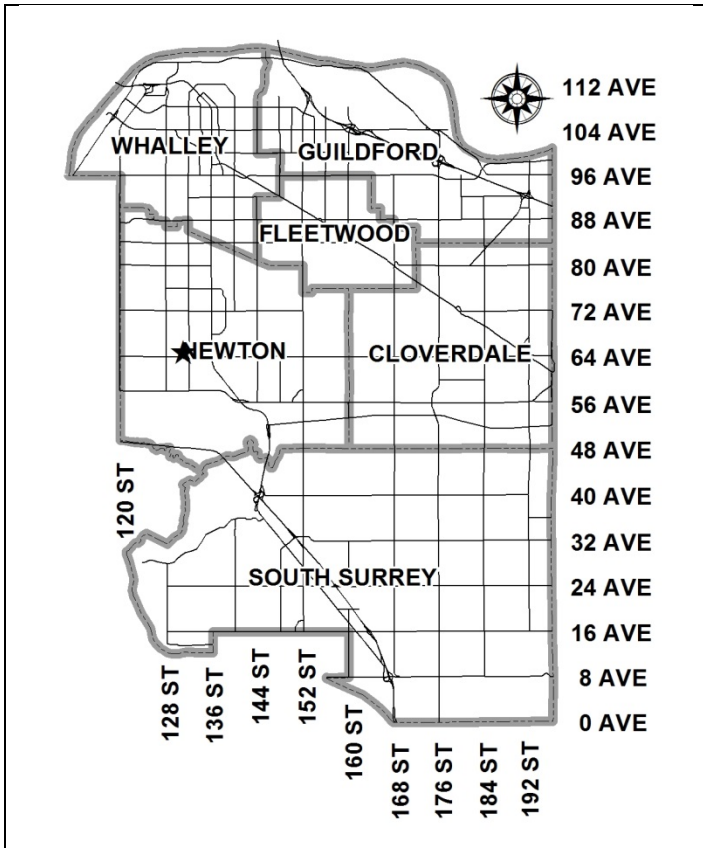 112 AVE
104 AVE
WHALLEY
GUILDFORD
96 AVE
88 AVE
FLEETWOOD
80 AVE
72 AVE
NEWTON
CLOVERDALE
64 AVE
56 AVE
48 AVE
120 ST
40 AVE
32 AVE
SOUTH SURREY
24 AVE
16 AVE
128 ST
136 ST
144 ST
152 ST
160 ST
8 AVE
0 AVE
168 ST
176 ST
184 ST
192 ST